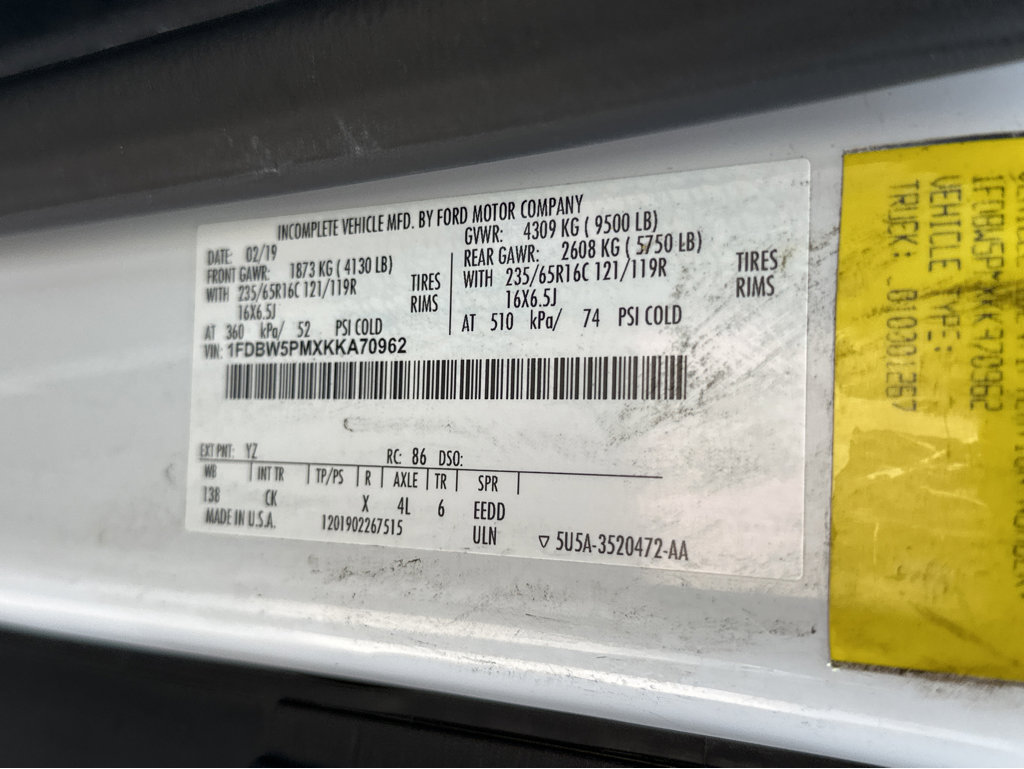 INCOMPLETE VEHICLE MFD. BY FORD MOTOR COMPANY
DATE: 02/19
FRONT GAWR: 1873 KG ( 4130 LB)
WITH 235/65R16C 121/119R TIRES
16X6.5J RIMS
AT 360 kPa/ 52 PSI COLD
GVWR: 4309 KG ( 9500 LB)
REAR GAWR: 2608 KG ( 5750 LB)
WITH 235/65R16C 121/119R TIRES
16X6.5J RIMS
AT 510 kPa/ 74 PSI COLD
VIN: 1FDBW5PMXKKA70962
EXT PNT: YZ RC: 86 DSO:
WB INT TR TP/PS R AXLE TR SPR
138 CK X 4L 6 EEDD
MADE IN U.S.A. 1201902267515 ULN
5U5A-3520472-AA
VEHICLE TYPE:
TRUCK: 01001267